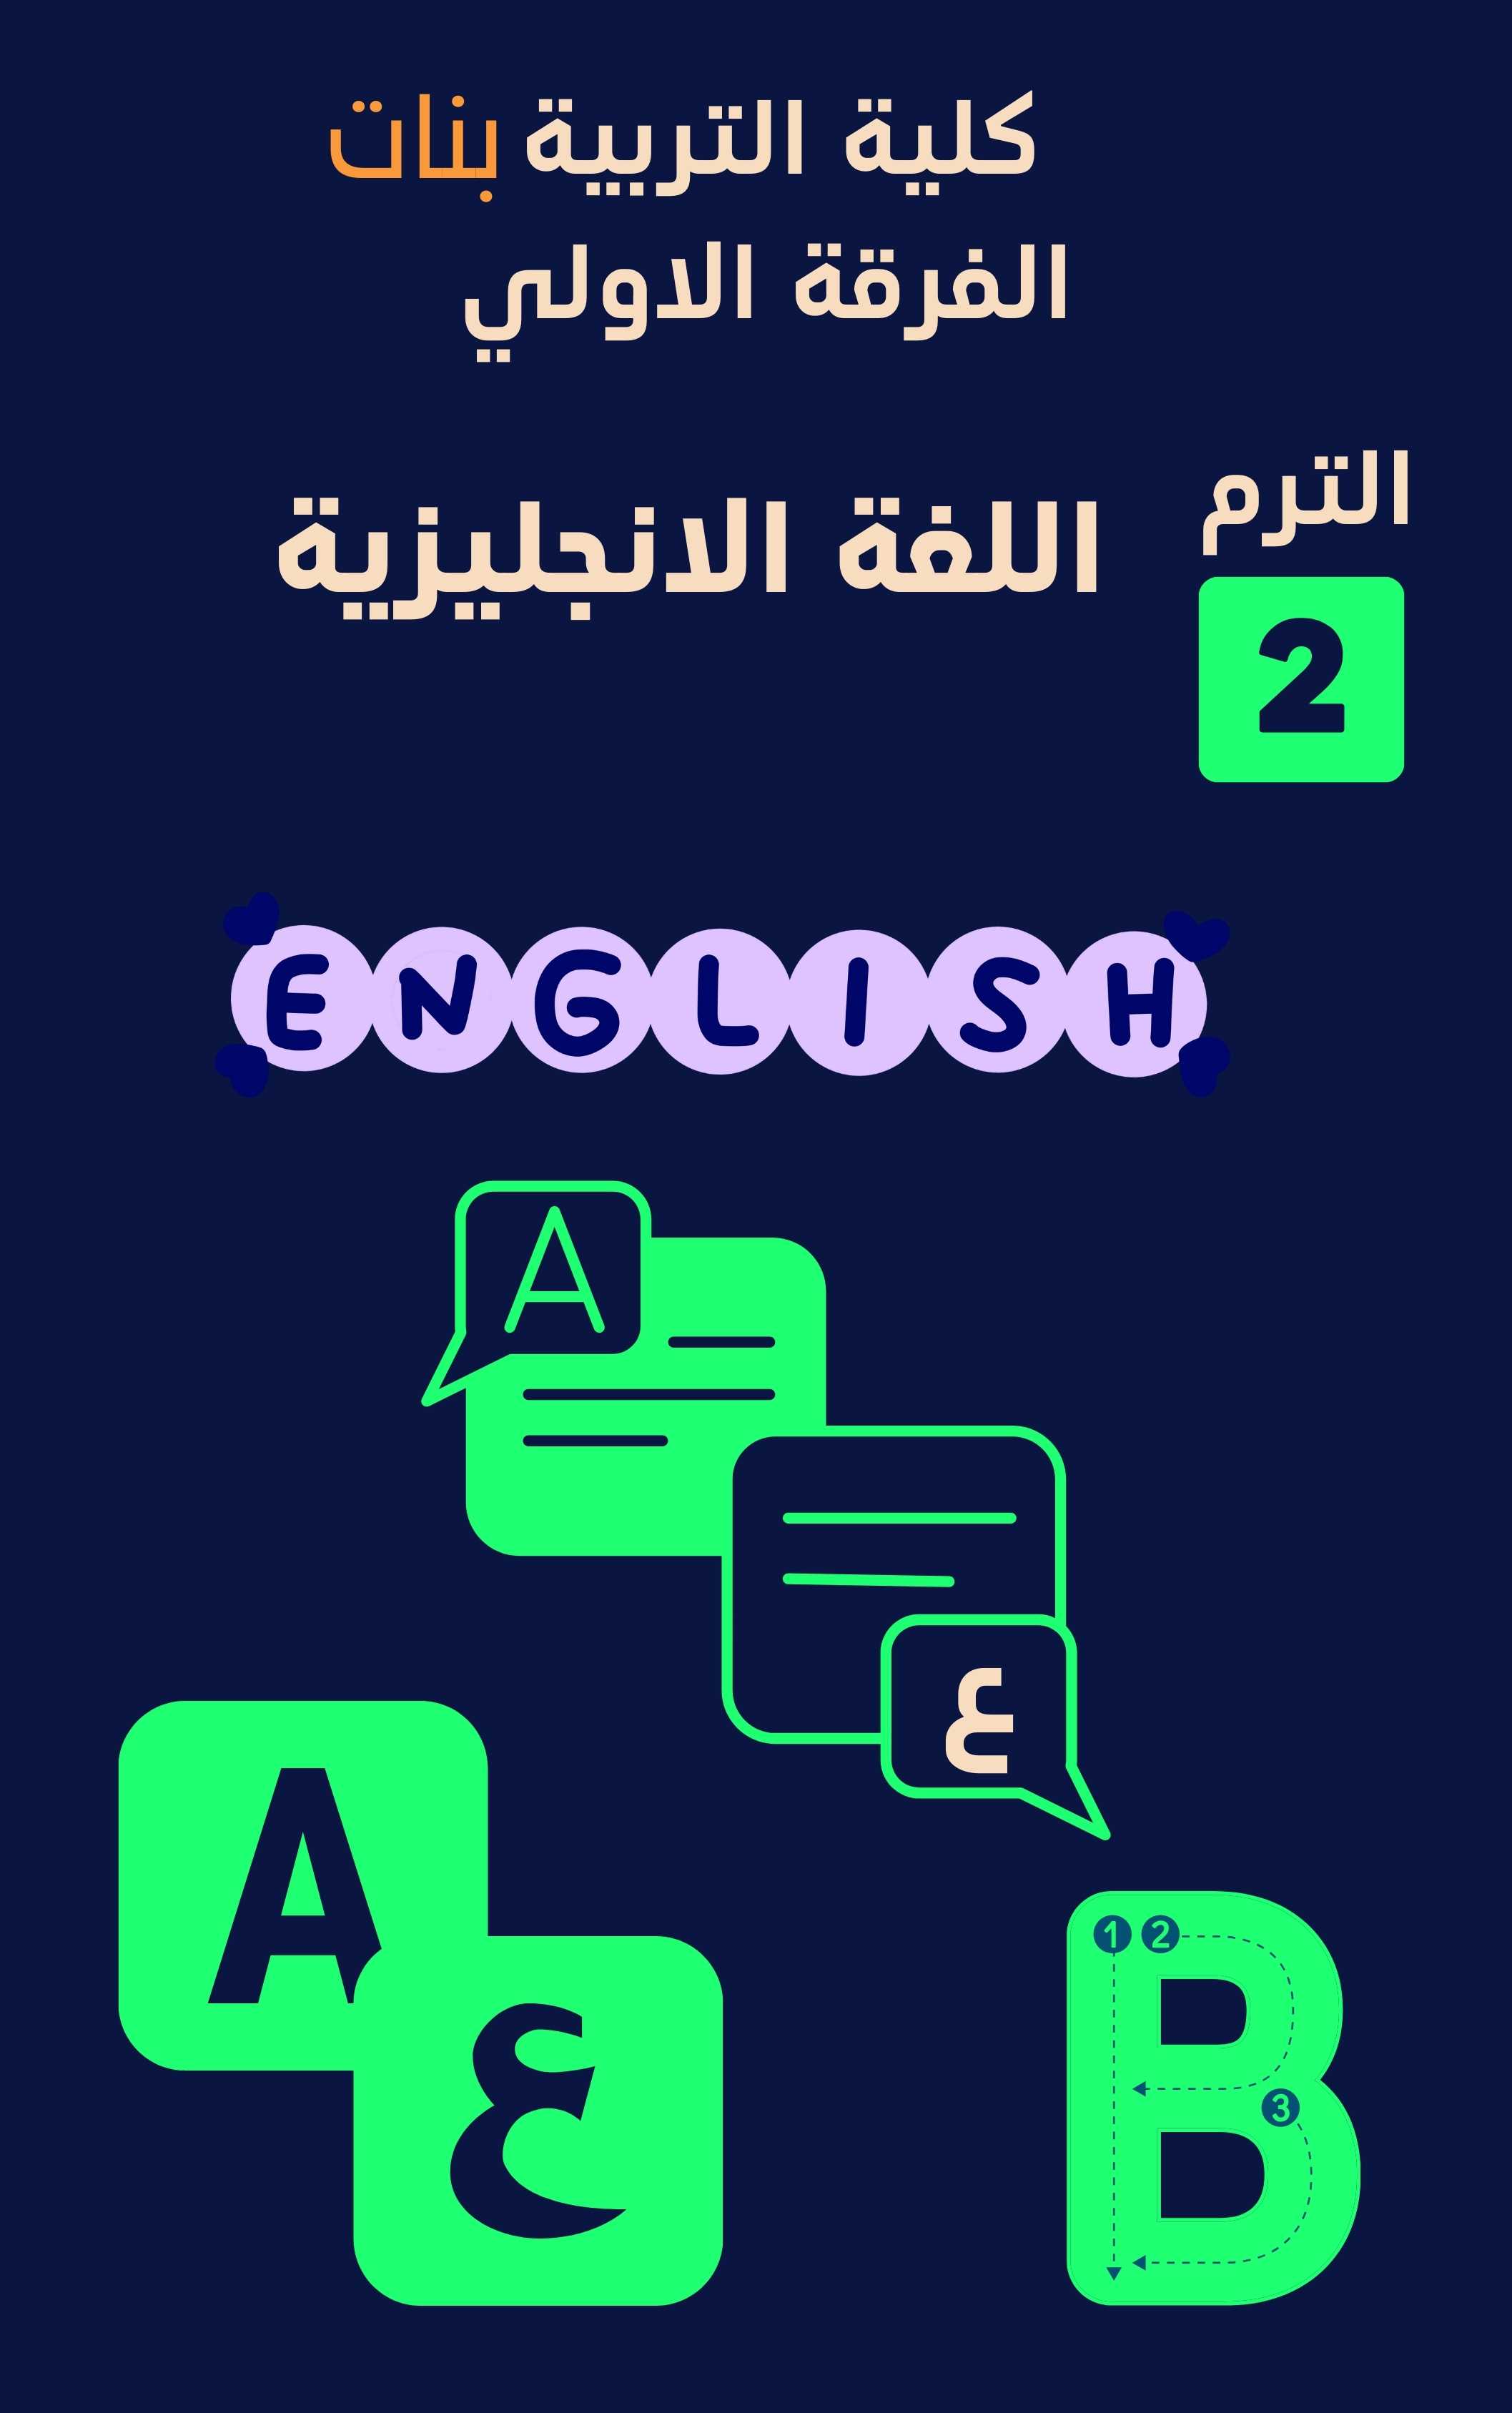 كلية التربية بنات
الفرقة الاولي
الترم
2
اللغة الانجليزية
ENGLISH
A
ع
A
ع
1 2
3
B